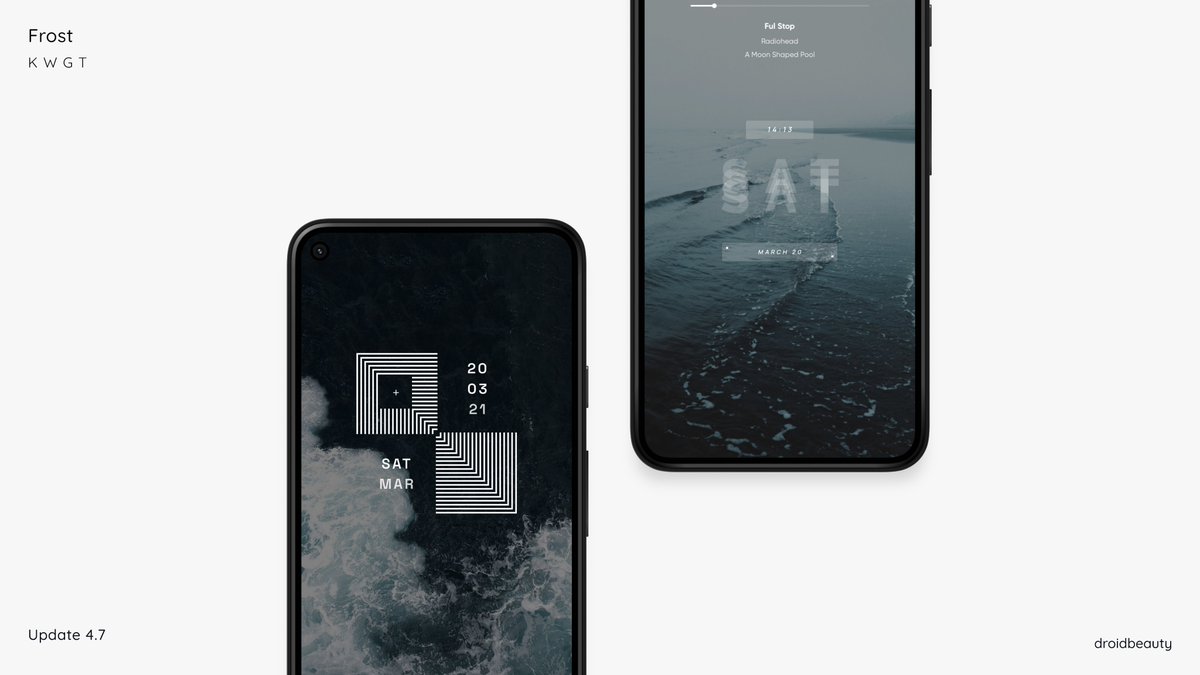 Frost
KWGT
Ful Stop
Radiohead
A Moon Shaped Pool
14:13
SAT
MARCH 20
20
03
21
SAT
MAR
Update 4.7
droidbeauty